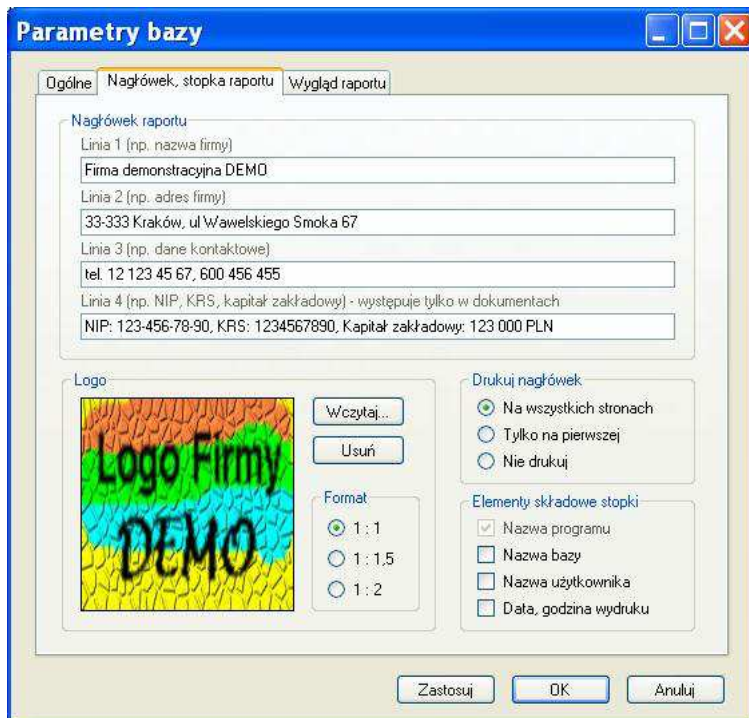 Parametry bazy
Ogólne
Nagłówek, stopka raportu
Wygląd raportu
Nagłówek raportu
Linia 1 (np. nazwa firmy)
Firma demonstracyjna DEMO
Linia 2 (np. adres firmy)
33-333 Kraków, ul Wawelskiego Smoka 67
Linia 3 (np. dane kontaktowe)
tel. 12 123 45 67, 600 456 455
Linia 4 (np. NIP, KRS, kapitał zakładowy) - występuje tylko w dokumentach
NIP: 123-456-78-90, KRS: 1234567890, Kapitał zakładowy: 123 000 PLN
Logo
Logo Firmy
DEMO
Wczytaj...
Usuń
Format
1 : 1
1 : 1,5
1 : 2
Drukuj nagłówek
Na wszystkich stronach
Tylko na pierwszej
Nie drukuj
Elementy składowe stopki
Nazwa programu
Nazwa bazy
Nazwa użytkownika
Data, godzina wydruku
Zastosuj
OK
Anuluj